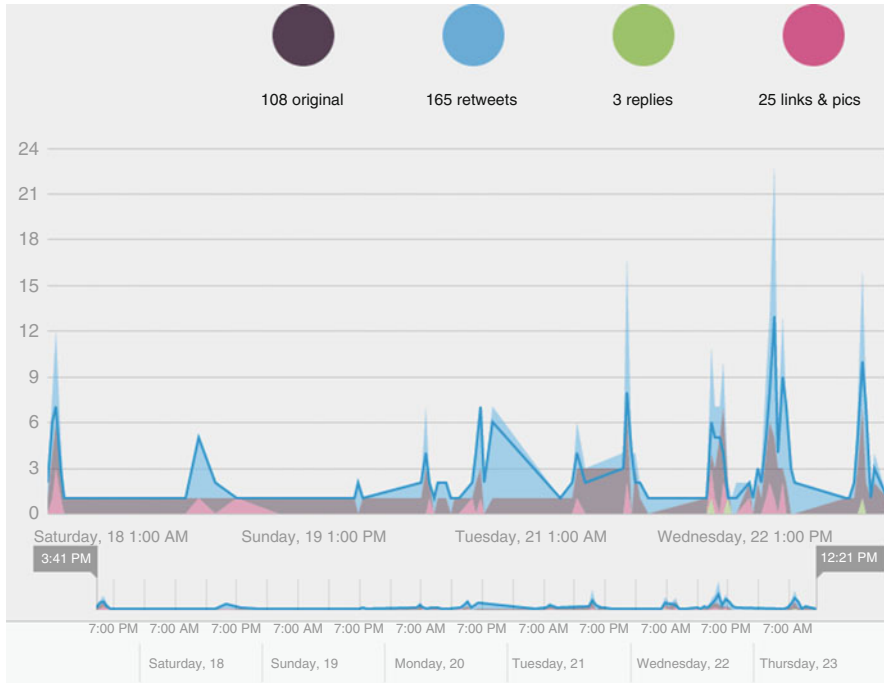 108 original 165 retweets 3 replies 25 links & pics
24
21
18
15
12
9
6
3
0
Saturday, 18 1:00 AM Sunday, 19 1:00 PM Tuesday, 21 1:00 AM Wednesday, 22 1:00 PM
3:41 PM 12:21 PM
7:00 PM 7:00 AM 7:00 PM 7:00 AM 7:00 PM 7:00 AM 7:00 PM 7:00 AM 7:00 PM 7:00 AM 7:00 PM 7:00 AM
Saturday, 18 Sunday, 19 Monday, 20 Tuesday, 21 Wednesday, 22 Thursday, 23